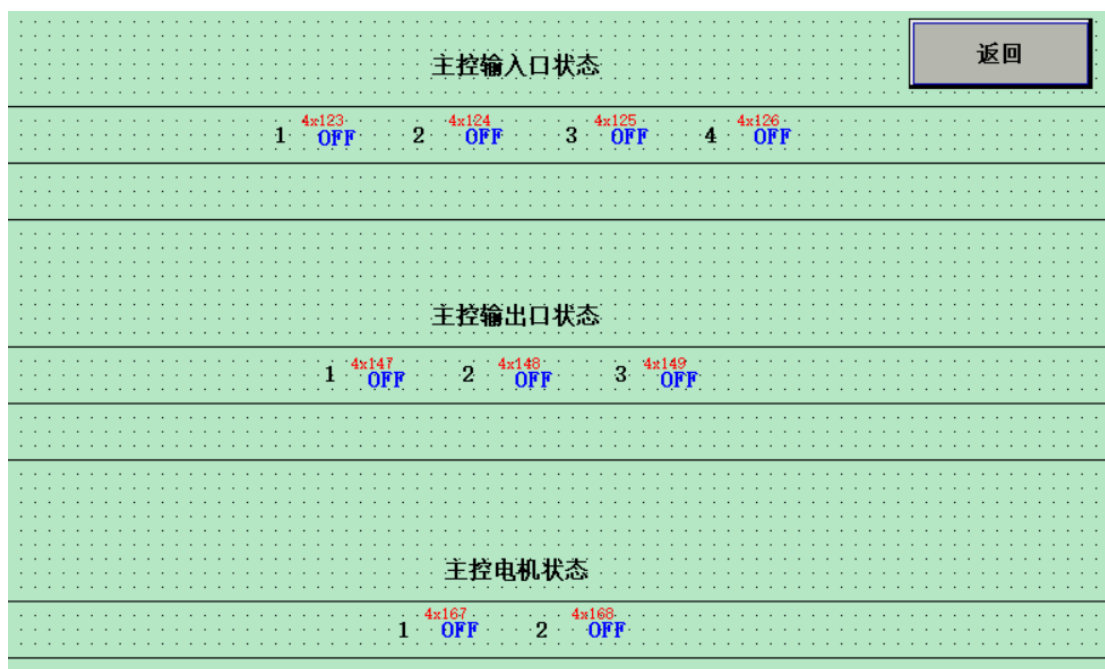 返回
主控输入口状态
4x123 4x124 4x125 4x126
1 OFF 2 OFF 3 OFF 4 OFF
主控输出口状态
4x147 4x148 4x149
1 OFF 2 OFF 3 OFF
主控电机状态
4x167 4x168
1 OFF 2 OFF